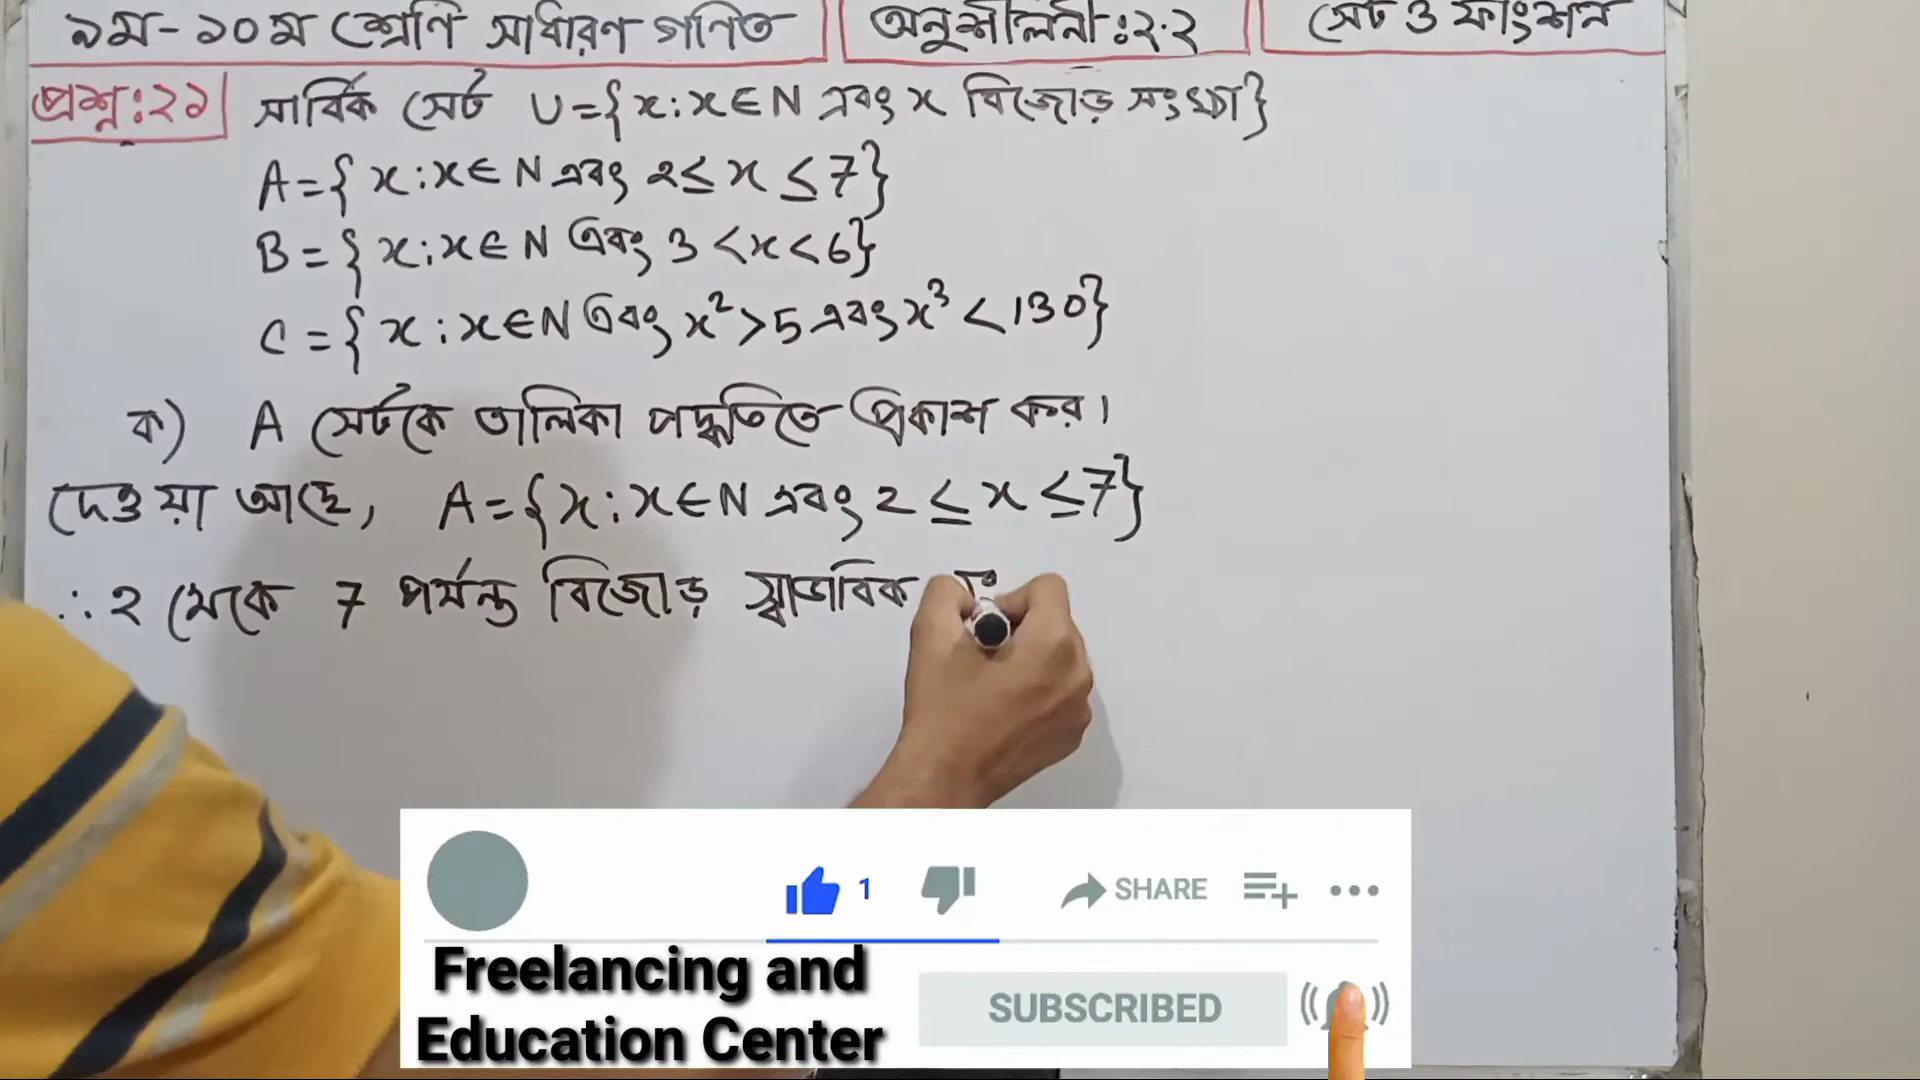 ৯ম-১০ম শ্রেণি সাধারণ গণিত
অনুশীলনী:২.২
সেট ও ফাংশন
প্রশ্ন:২১
সার্বিক সেট U={x:x∈N এবং x বিজোড় সংখ্যা}
A={x:x∈N এবং 2≤x≤7}
B={x:x∈N এবং 3<x<6}
C={x:x∈N এবং x²>5 এবং x³<130}
ক) A সেটকে তালিকা পদ্ধতিতে প্রকাশ কর।
দেওয়া আছে, A={x:x∈N এবং 2≤x≤7}
∴ 2 থেকে 7 পর্যন্ত বিজোড় স্বাভাবিক
1 SHARE
Freelancing and
Education Center
SUBSCRIBED